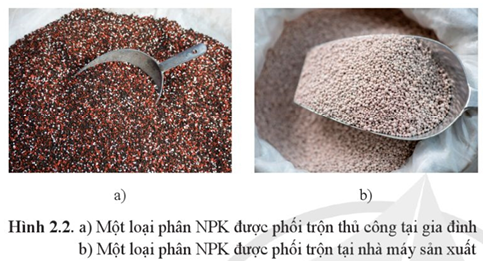 a)
b)
Hình 2.2. a) Một loại phân NPK được phối trộn thủ công tại gia đình
b) Một loại phân NPK được phối trộn tại nhà máy sản xuất